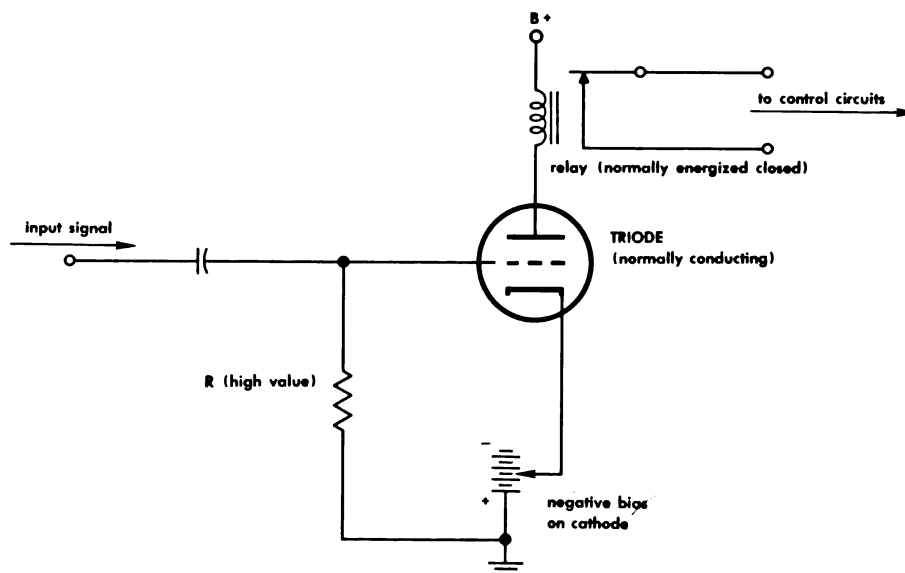 B +
to control circuits
relay (normally energized closed)
input signal
TRIODE
(normally conducting)
R (high value)
-
+
negative bias
on cathode